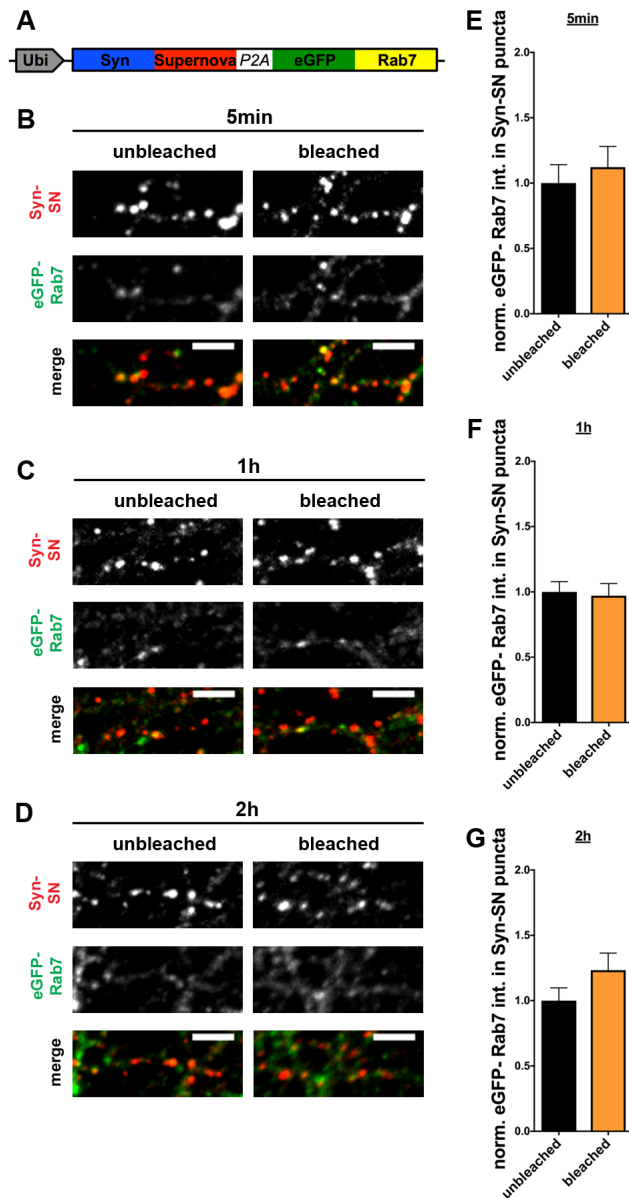 A
Ubi Syn Supernova P2A eGFP Rab7
B
5min
unbleached bleached
Syn-
SN
eGFP-
Rab7
merge
C
1h
unbleached bleached
Syn-
SN
eGFP-
Rab7
merge
D
2h
unbleached bleached
Syn-
SN
eGFP-
Rab7
merge
E
5min
norm. eGFP- Rab7 int. in Syn-SN puncta
2.0
1.5
1.0
0.5
0.0
unbleached
bleached
F
1h
norm. eGFP- Rab7 int. in Syn-SN puncta
2.0
1.5
1.0
0.5
0.0
unbleached
bleached
G
2h
norm. eGFP- Rab7 int. in Syn-SN puncta
2.0
1.5
1.0
0.5
0.0
unbleached
bleached